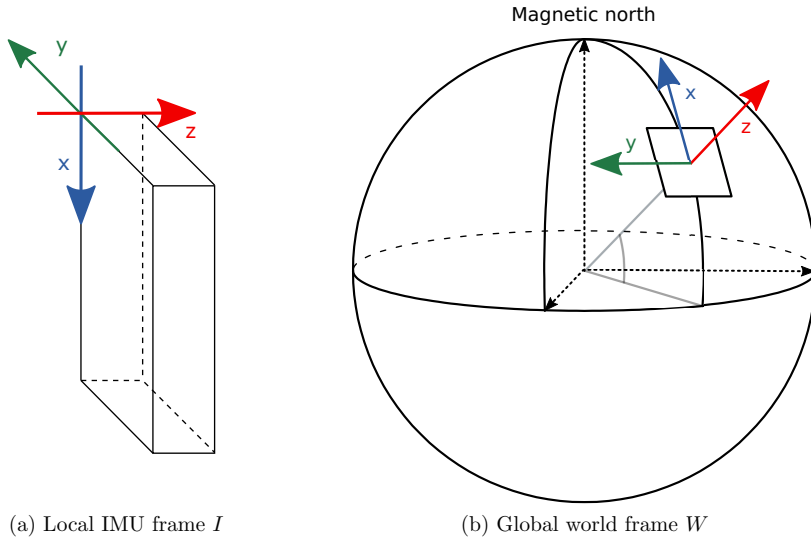 Magnetic north
y
z
x
x
z
y
(a) Local IMU frame I
(b) Global world frame W